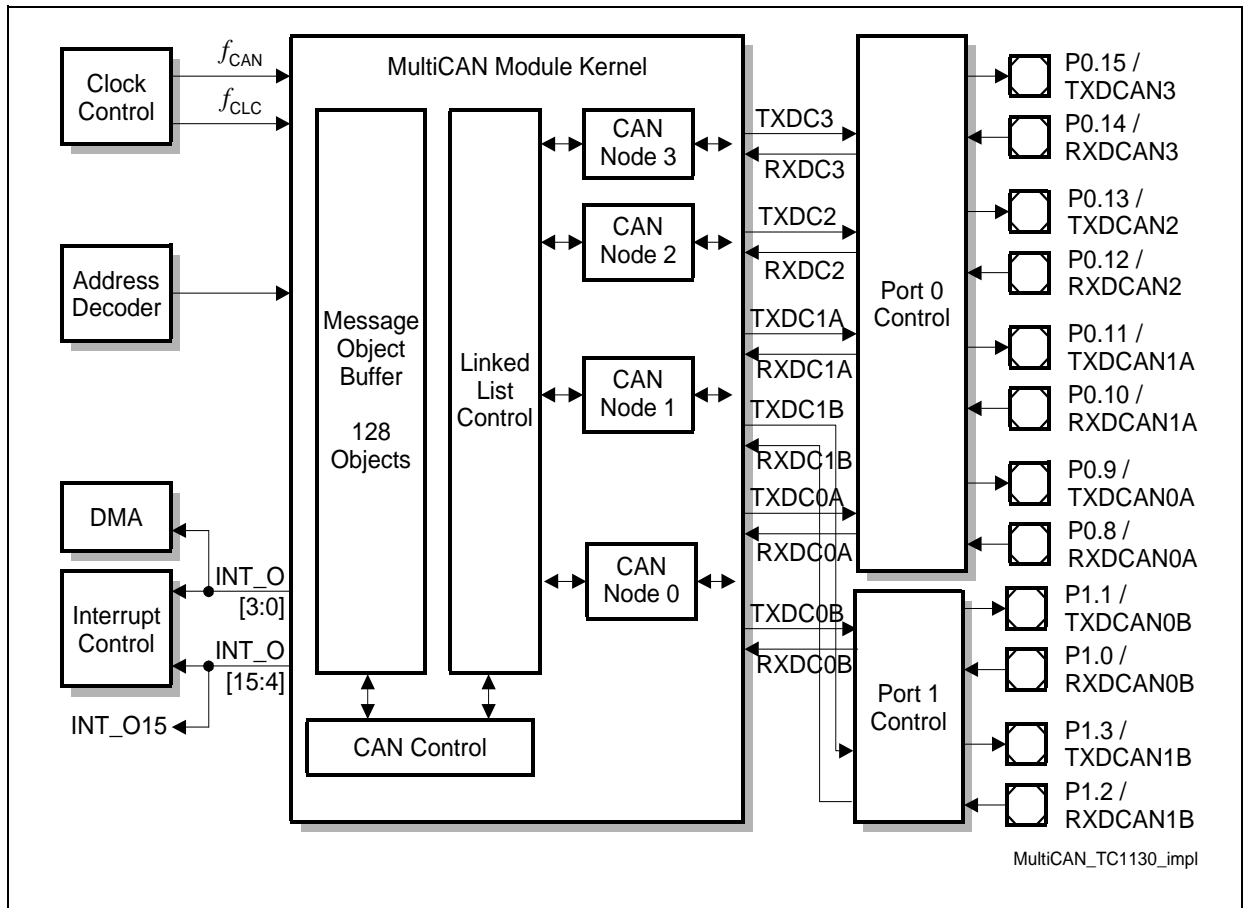 Clock
Control
fCAN
fCLC
Address
Decoder
DMA
Interrupt
Control
INT_O
[3:0]
INT_O
[15:4]
INT_O15
MultiCAN Module Kernel
Message
Object
Buffer
128
Objects
Linked
List
Control
CAN
Node 3
CAN
Node 2
CAN
Node 1
CAN
Node 0
CAN Control
TXDC3
RXDC3
TXDC2
RXDC2
TXDC1A
RXDC1A
TXDC1B
RXDC1B
TXDC0A
RXDC0A
TXDC0B
RXDC0B
Port 0
Control
Port 1
Control
P0.15 /
TXDCAN3
P0.14 /
RXDCAN3
P0.13 /
TXDCAN2
P0.12 /
RXDCAN2
P0.11 /
TXDCAN1A
P0.10 /
RXDCAN1A
P0.9 /
TXDCAN0A
P0.8 /
RXDCAN0A
P1.1 /
TXDCAN0B
P1.0 /
RXDCAN0B
P1.3 /
TXDCAN1B
P1.2 /
RXDCAN1B
MultiCAN_TC1130_impl